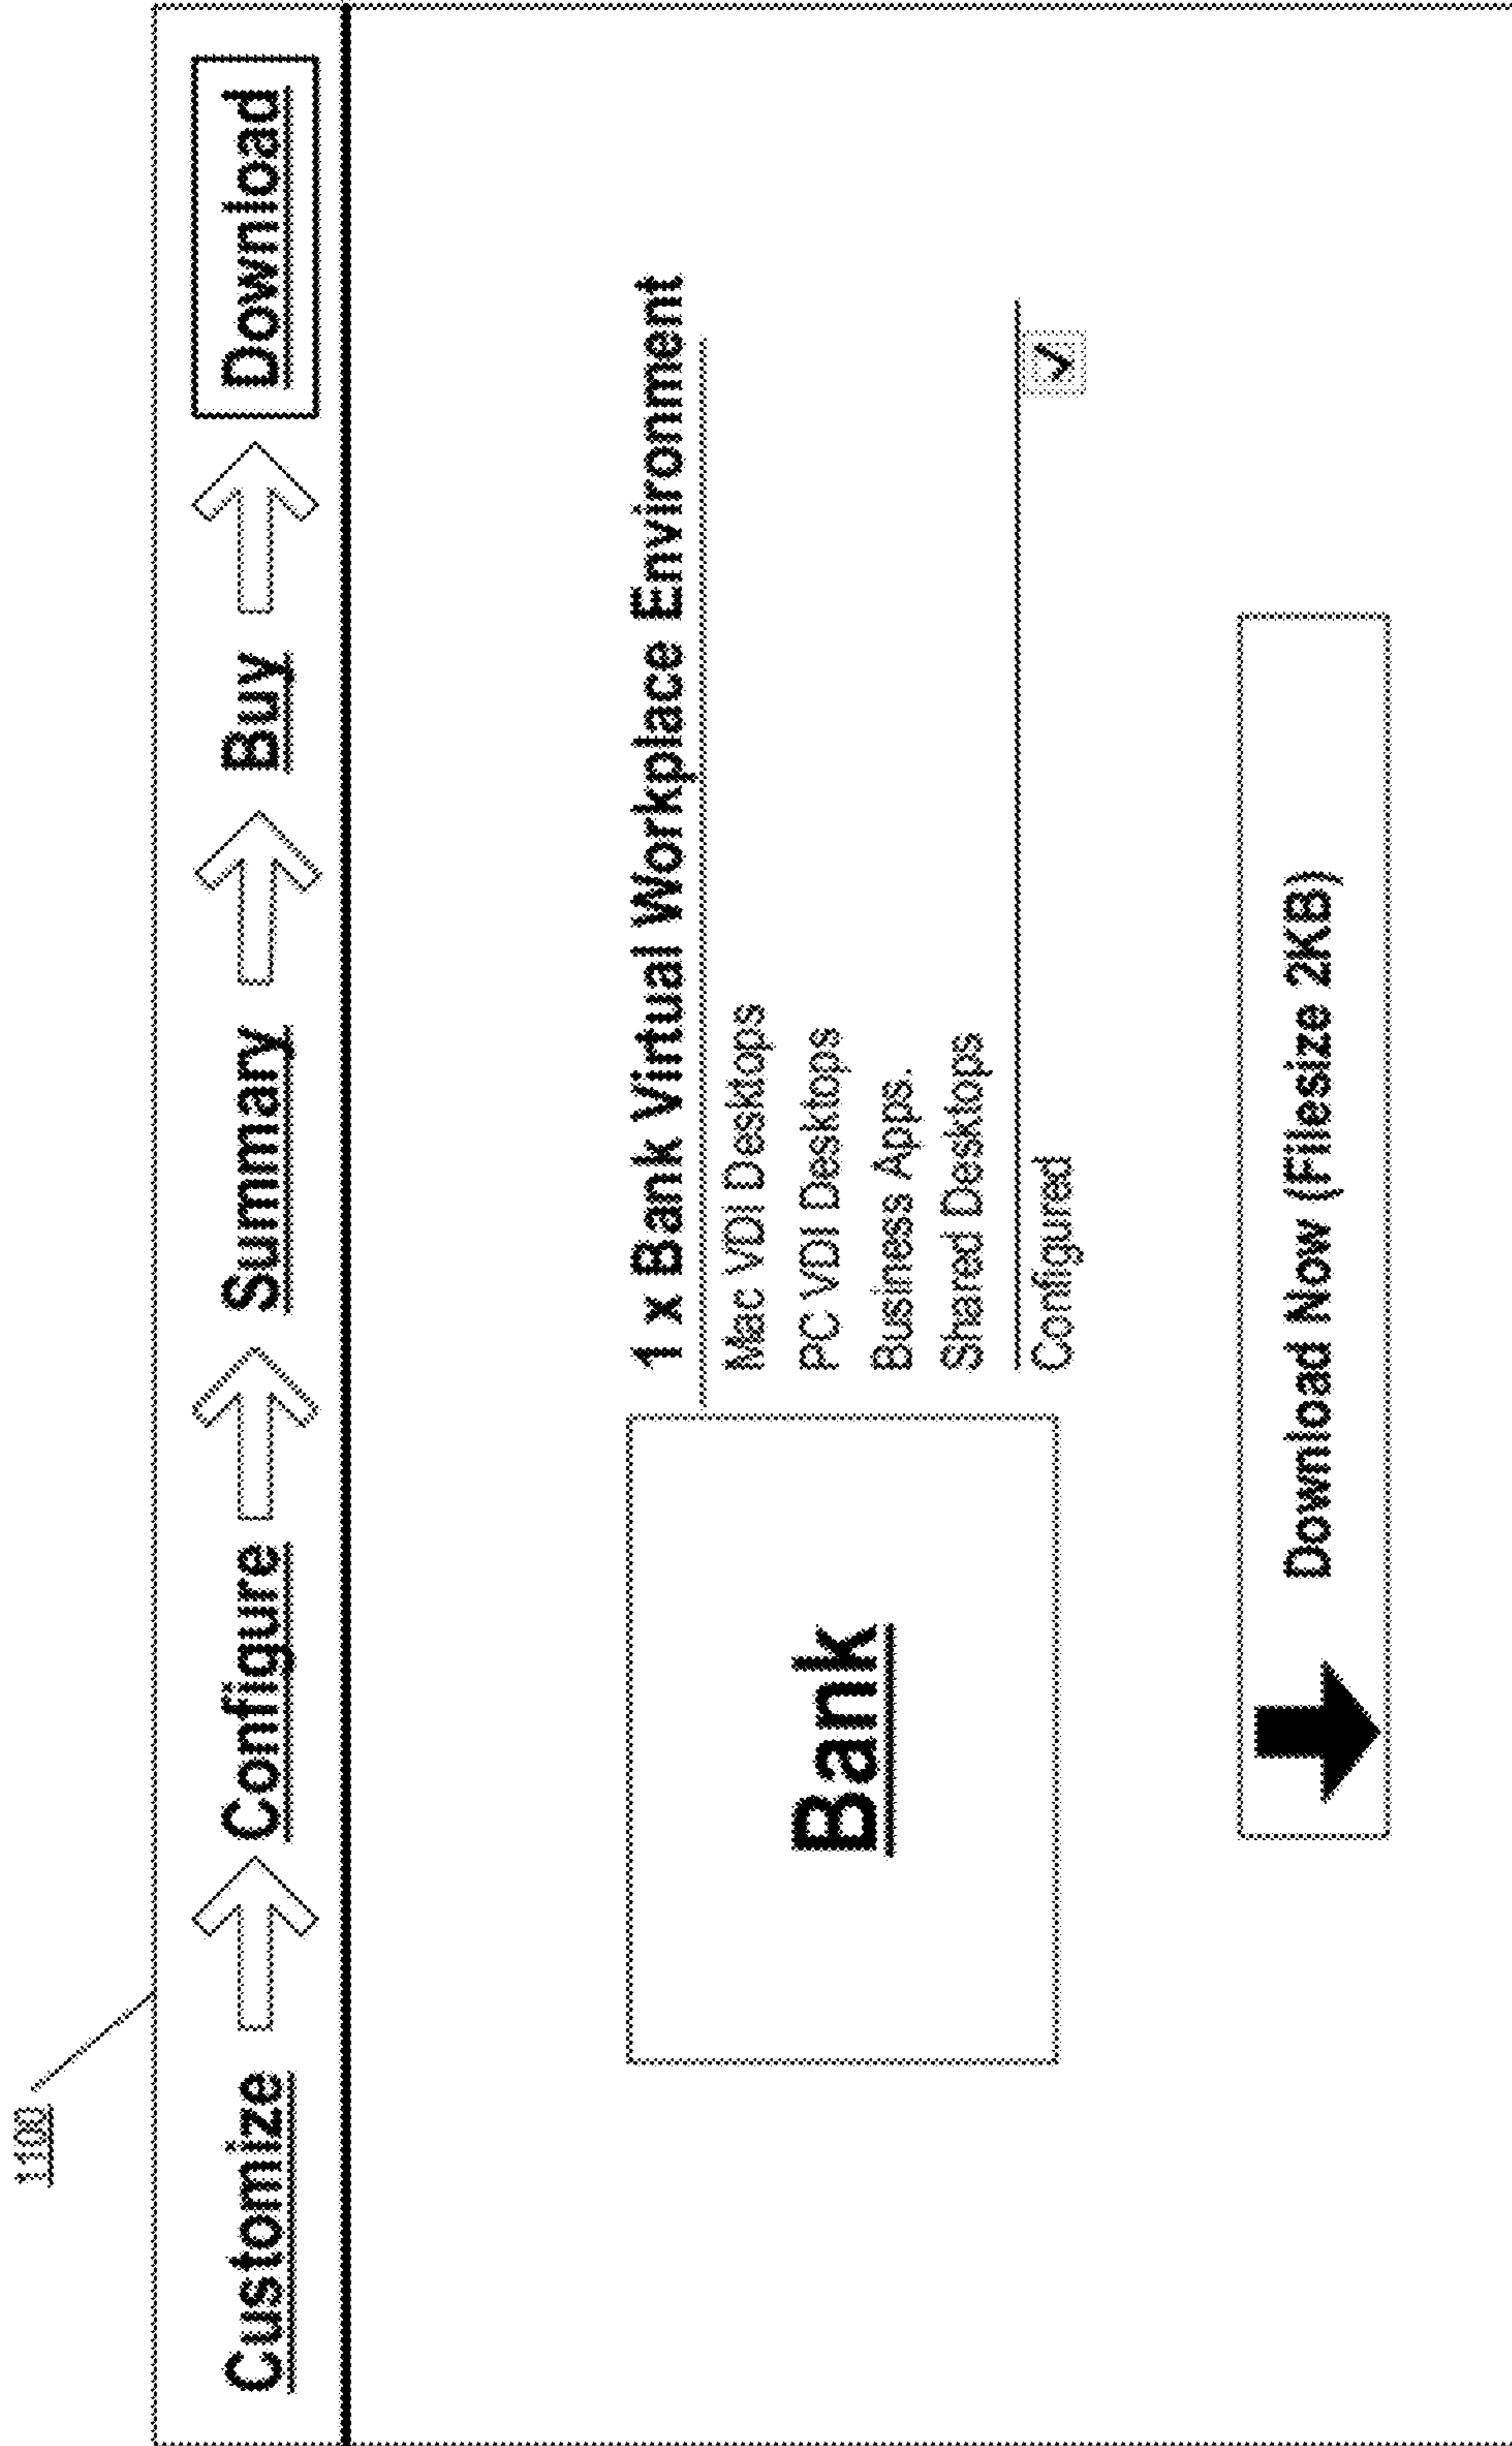 1100
Customize Configure Summary Buy Download
1 x Bank Virtual Workplace Environment
Mac VDI Desktops
PC VDI Desktops
Bank
Business Apps.
Shared Desktops
Configured
Download Now (Filesize 2KB)